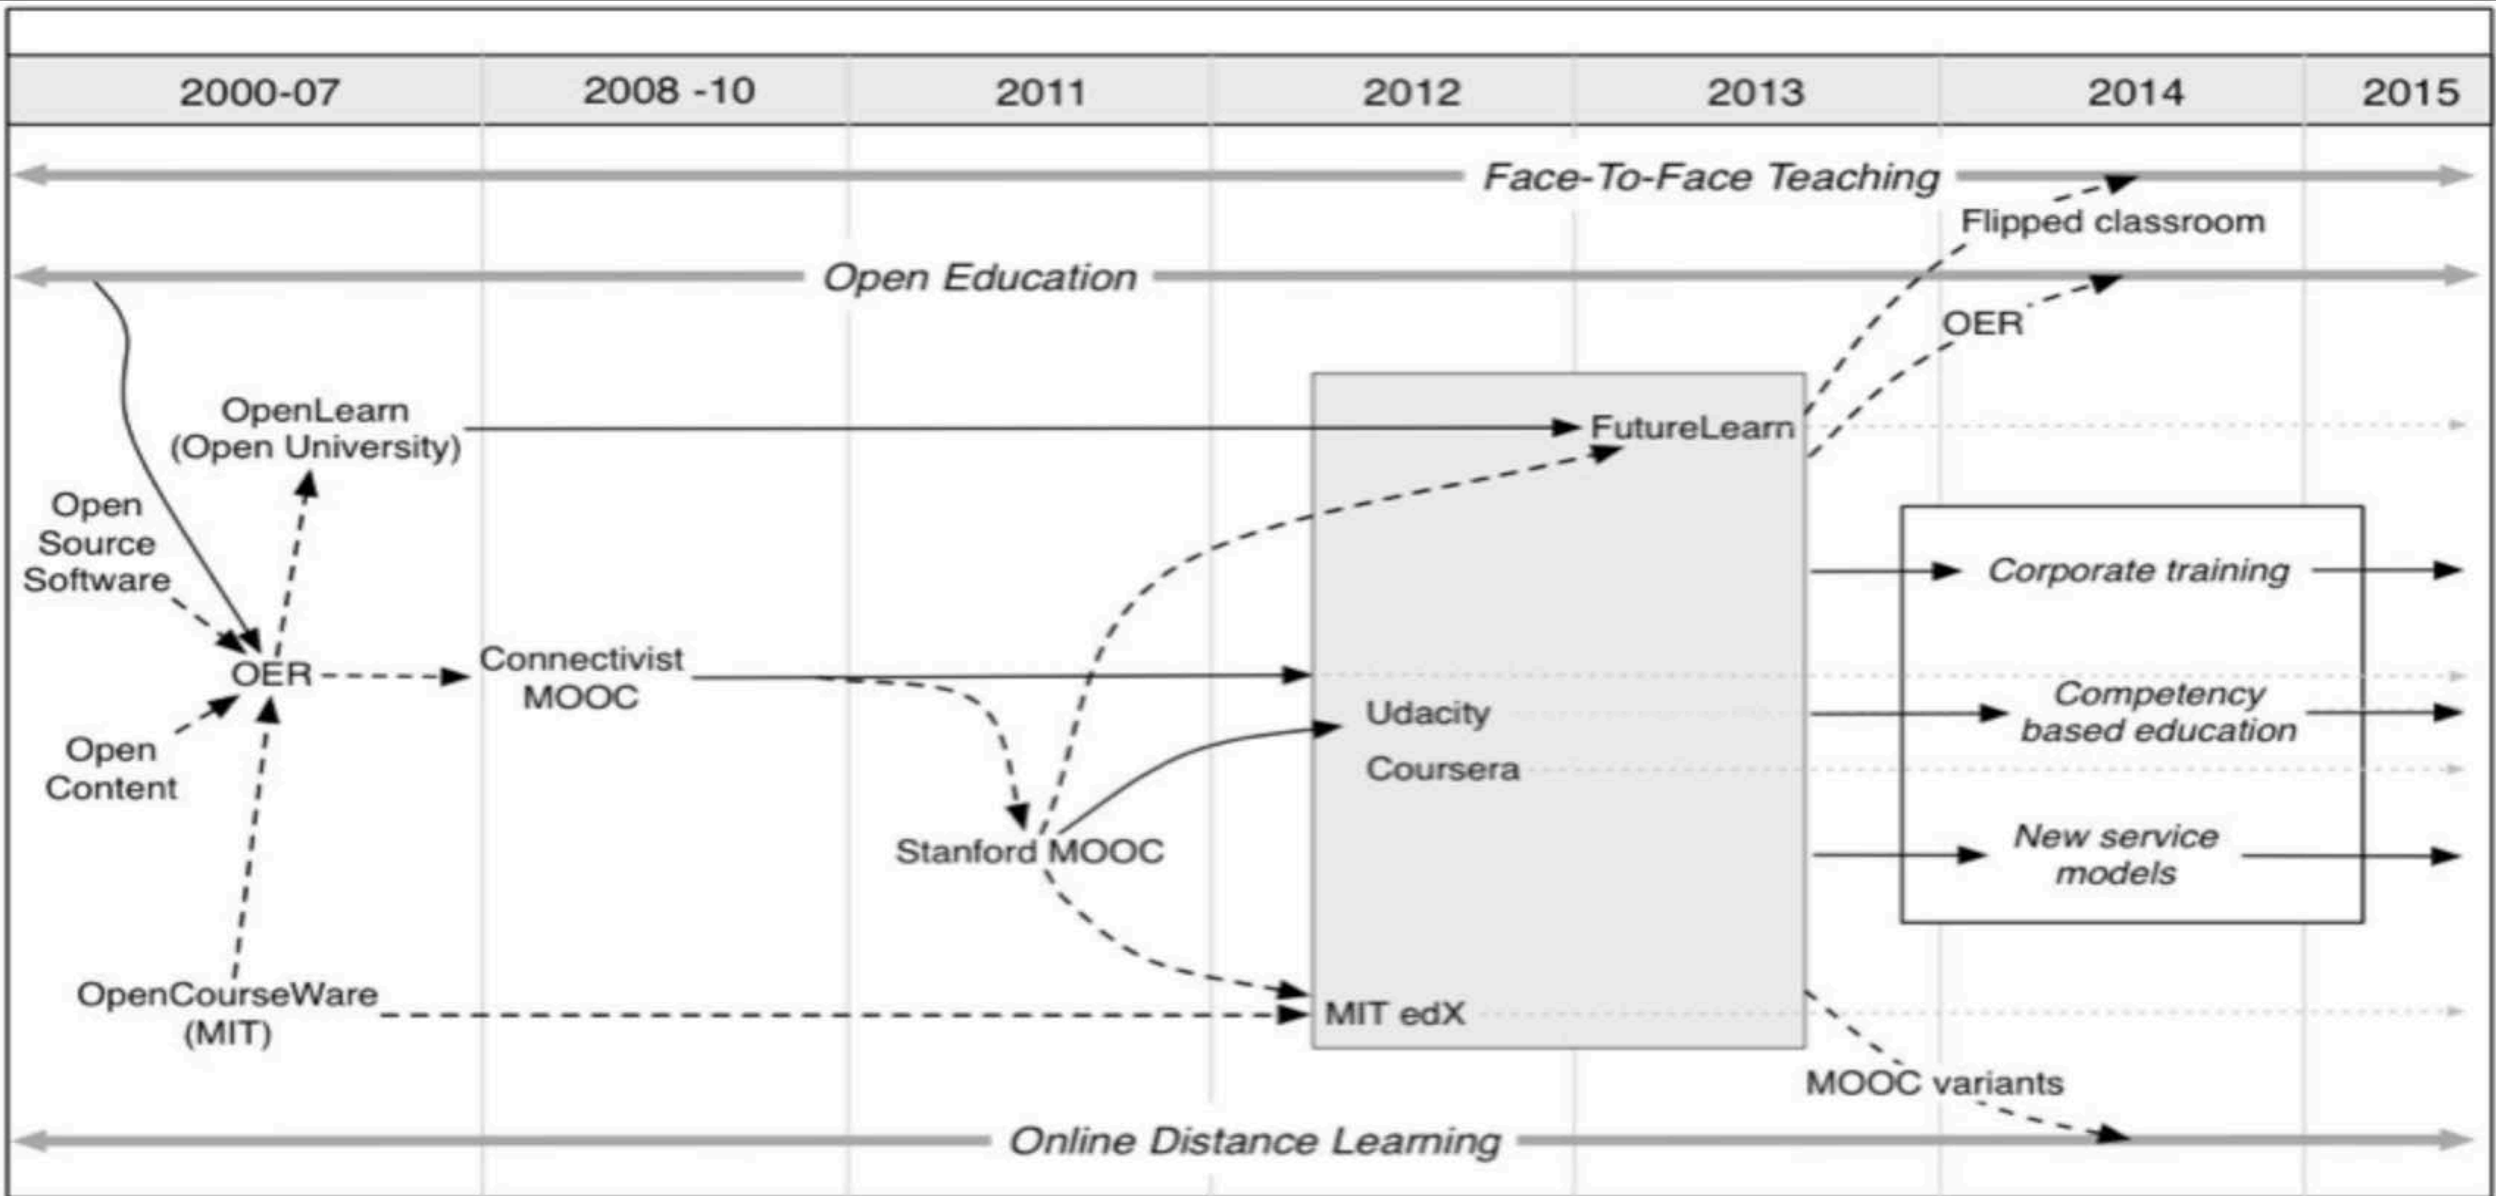 2000-07 2008 -10 2011 2012 2013 2014 2015
Face-To-Face Teaching
Flipped classroom
Open Education
OER
OpenLearn
(Open University)
FutureLearn
Open
Source
Software
Corporate training
OER
Connectivist
MOOC
Udacity
Competency
based education
Open
Content
Coursera
Stanford MOOC
New service
models
OpenCourseWare
(MIT)
MIT edX
MOOC variants
Online Distance Learning